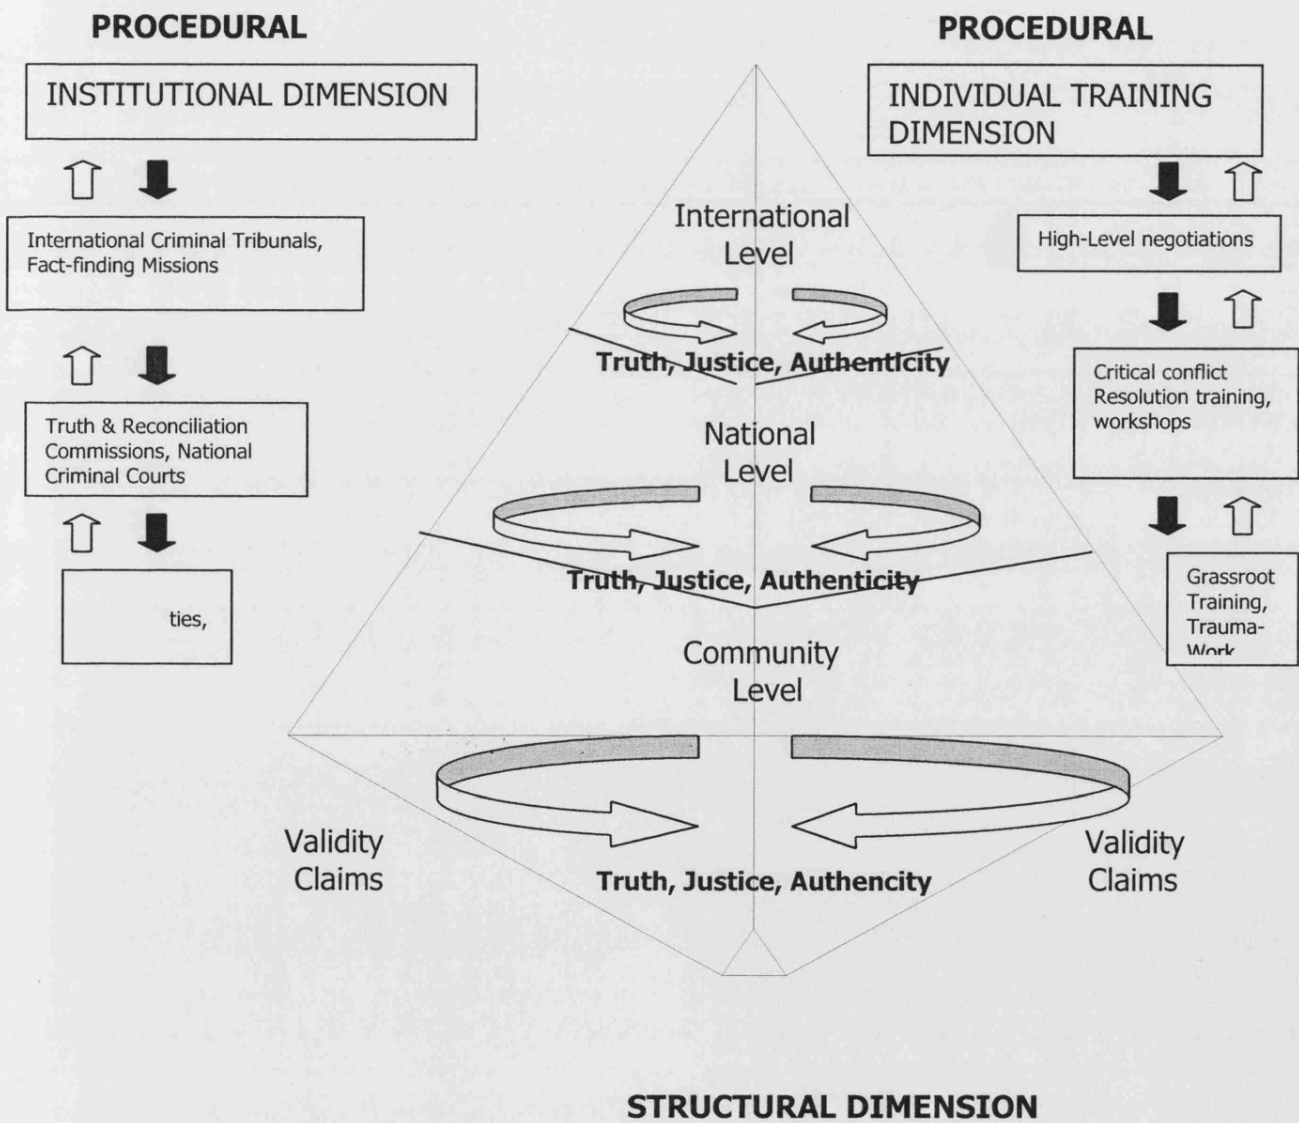 PROCEDURAL
INSTITUTIONAL DIMENSION
International Criminal Tribunals,
Fact-finding Missions
Truth & Reconciliation
Commissions, National
Criminal Courts
ties,
International
Level
Truth, Justice, Authenticity
National
Level
Truth, Justice, Authenticity
Community
Level
Validity
Claims
Truth, Justice, Authencity
Validity
Claims
PROCEDURAL
INDIVIDUAL TRAINING
DIMENSION
High-Level negotiations
Critical conflict
Resolution training,
workshops
Grassroot
Training,
Trauma-
Work
STRUCTURAL DIMENSION